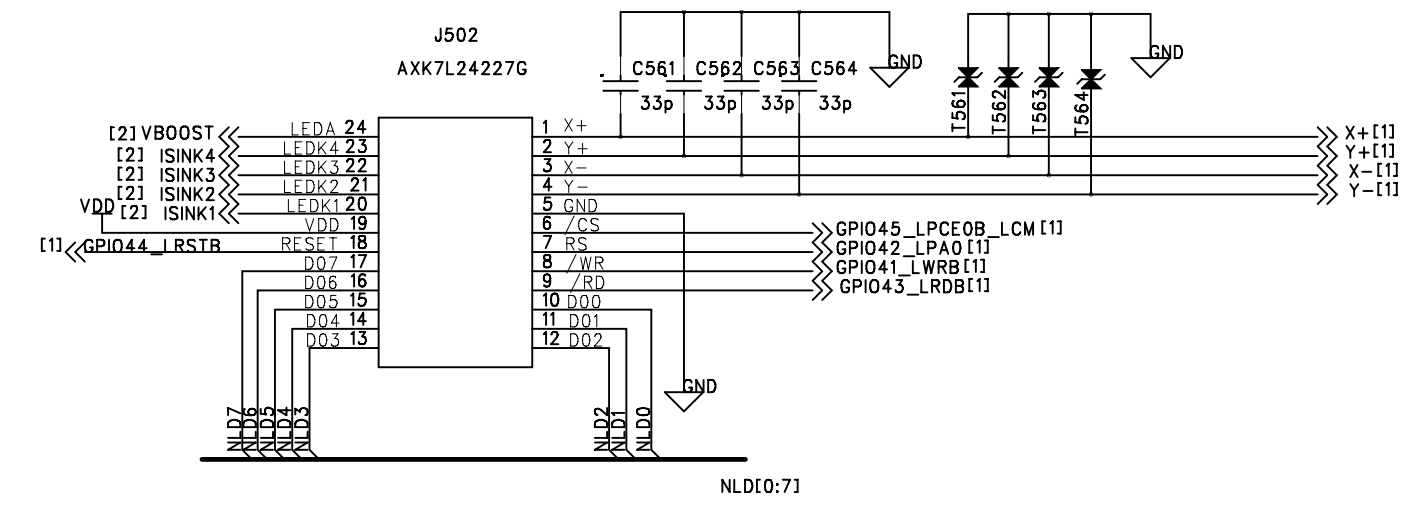 J502
AXK7L24227G
C561 C562 C563 C564
33p 33p 33p 33p
GND
GND
T561 T562 T563 T564
[2] VBOOST LEDA 24 1 X+ X+[1]
[2] ISINK4 LEDK4 23 2 Y+ Y+[1]
[2] ISINK3 LEDK3 22 3 X- X-[1]
[2] ISINK2 LEDK2 21 4 Y- Y-[1]
[2] ISINK1 LEDK1 20 5 GND
VDD VDD 19 6 /CS GPIO45_LPCE0B_LCM[1]
[1] GPIO44_LRSTB RESET 18 7 RS GPIO42_LPA0[1]
D07 17 8 /WR GPIO41_LWRB[1]
D06 16 9 /RD GPIO43_LRDB[1]
D05 15 10 D00
D04 14 11 D01
D03 13 12 D02
GND
NLD7 NLD6 NLD5 NLD4 NLD3 NLD2 NLD1 NLD0
NLD[0:7]